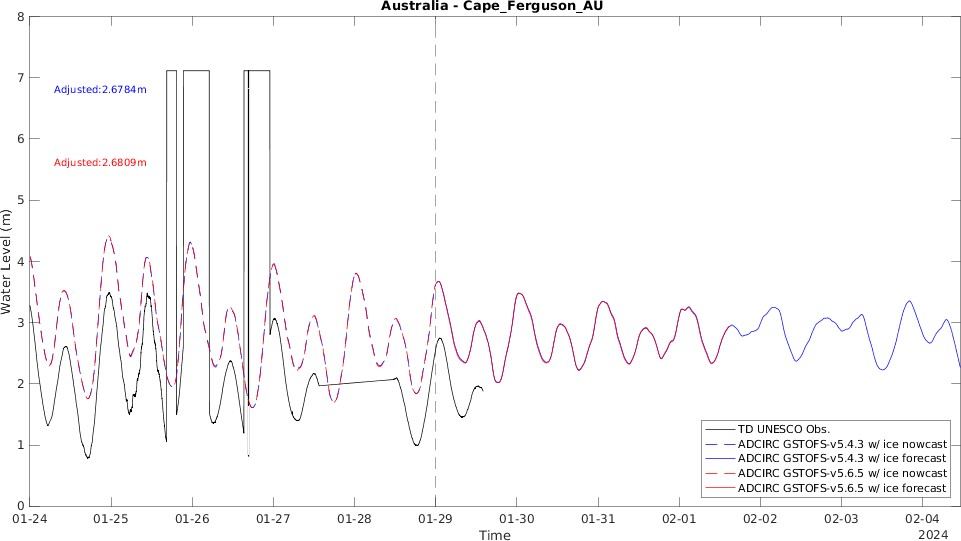 Australia - Cape_Ferguson_AU
8
7
6
5
4
3
2
1
0
Water Level (m)
Adjusted:2.6784m
Adjusted:2.6809m
TD UNESCO Obs.
ADCIRC GSTOFS-v5.4.3 w/ ice nowcast
ADCIRC GSTOFS-v5.4.3 w/ ice forecast
ADCIRC GSTOFS-v5.6.5 w/ ice nowcast
ADCIRC GSTOFS-v5.6.5 w/ ice forecast
01-24 01-25 01-26 01-27 01-28 01-29 01-30 01-31 02-01 02-02 02-03 02-04
Time
2024